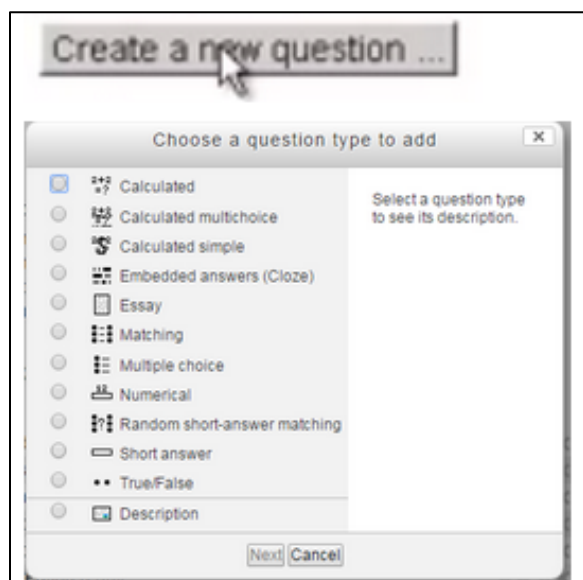 Create a new question ...
Choose a question type to add
Calculated
Calculated multichoice
Calculated simple
Embedded answers (Cloze)
Essay
Matching
Multiple choice
Numerical
Random short-answer matching
Short answer
True/False
Description
Select a question type
to see its description.
Next Cancel